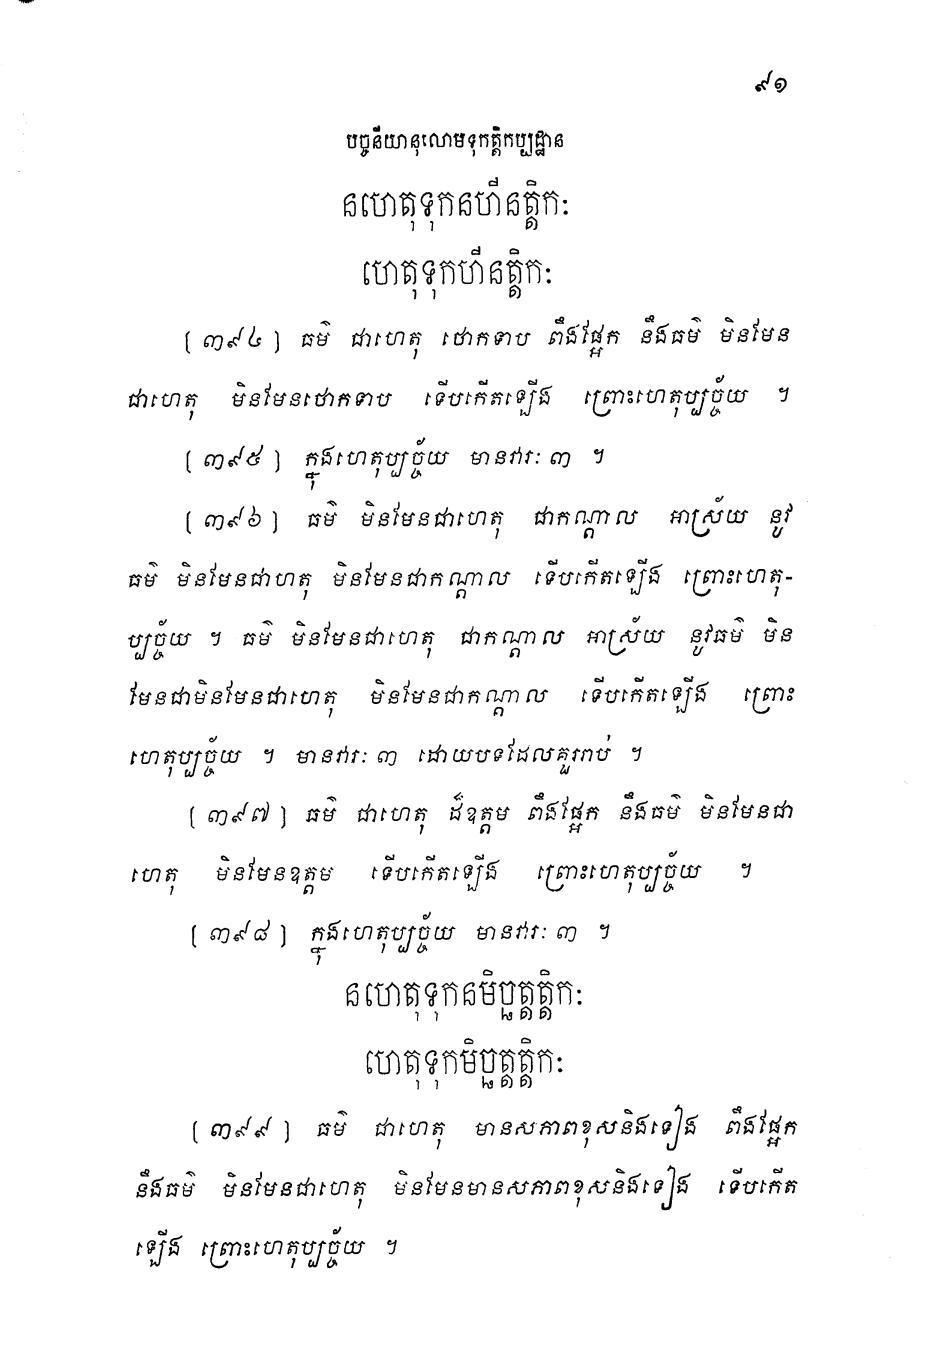 ៩១
បច្ចនីយានុលោមទុកត្តិកប្បដ្ឋាន
នហេតុទុកនហីនត្តិកៈ
ហេតុទុកហីនត្តិកៈ
[ ៣៩៤ ] ធម៌ ជាហេតុ ថោកទាប ពឹងផ្អែក នឹងធម៌ មិនមែន
ជាហេតុ មិនមែនថោកទាប ទើបកើតឡើង ព្រោះហេតុប្បច្ច័យ ។
[ ៣៩៥ ] ក្នុងហេតុប្បច្ច័យ មានវារៈ ៣ ។
[ ៣៩៦ ] ធម៌ មិនមែនជាហេតុ ជាកណ្តាល អាស្រ័យ នូវ
ធម៌ មិនមែនជាហតុ មិនមែនជាកណ្តាល ទើបកើតឡើង ព្រោះហេតុ-
ប្បច្ច័យ ។ ធម៌ មិនមែនជាហេតុ ជាកណ្តាល អាស្រ័យ នូវធម៌ មិន
មែនជាមិនមែនជាហេតុ មិនមែនជាកណ្តាល ទើបកើតឡើង ព្រោះ
ហេតុប្បច្ច័យ ។ មានវារៈ ៣ ដោយបទដែលគួររាប់ ។
[ ៣៩៧ ] ធម៌ ជាហេតុ ដ៏ឧត្តម ពឹងផ្អែក នឹងធម៌ មិនមែនជា
ហេតុ មិនមែនឧត្តម ទើបកើតឡើង ព្រោះហេតុប្បច្ច័យ ។
[ ៣៩៨ ] ក្នុងហេតុប្បច្ច័យ មានវារៈ ៣ ។
នហេតុទុកនមិច្ឆត្តត្តិកៈ
ហេតុទុកមិច្ឆត្តត្តិកៈ
[ ៣៩៩ ] ធម៌ ជាហេតុ មានសភាពខុសនិងទៀង ពឹងផ្អែក
នឹងធម៌ មិនមែនជាហេតុ មិនមែនមានសភាពខុសនិងទៀង ទើបកើត
ឡើង ព្រោះហេតុប្បច្ច័យ ។